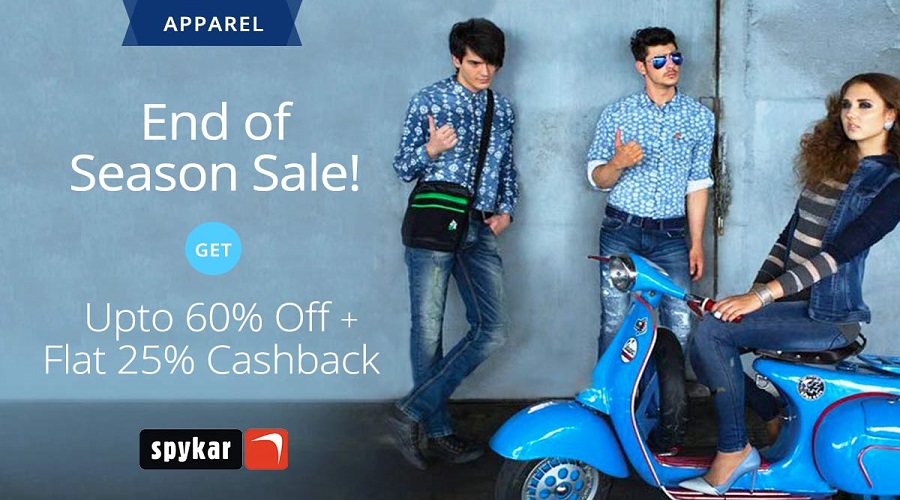 APPAREL
End of
Season Sale!
GET
Upto 60% Off +
Flat 25% Cashback
spykar